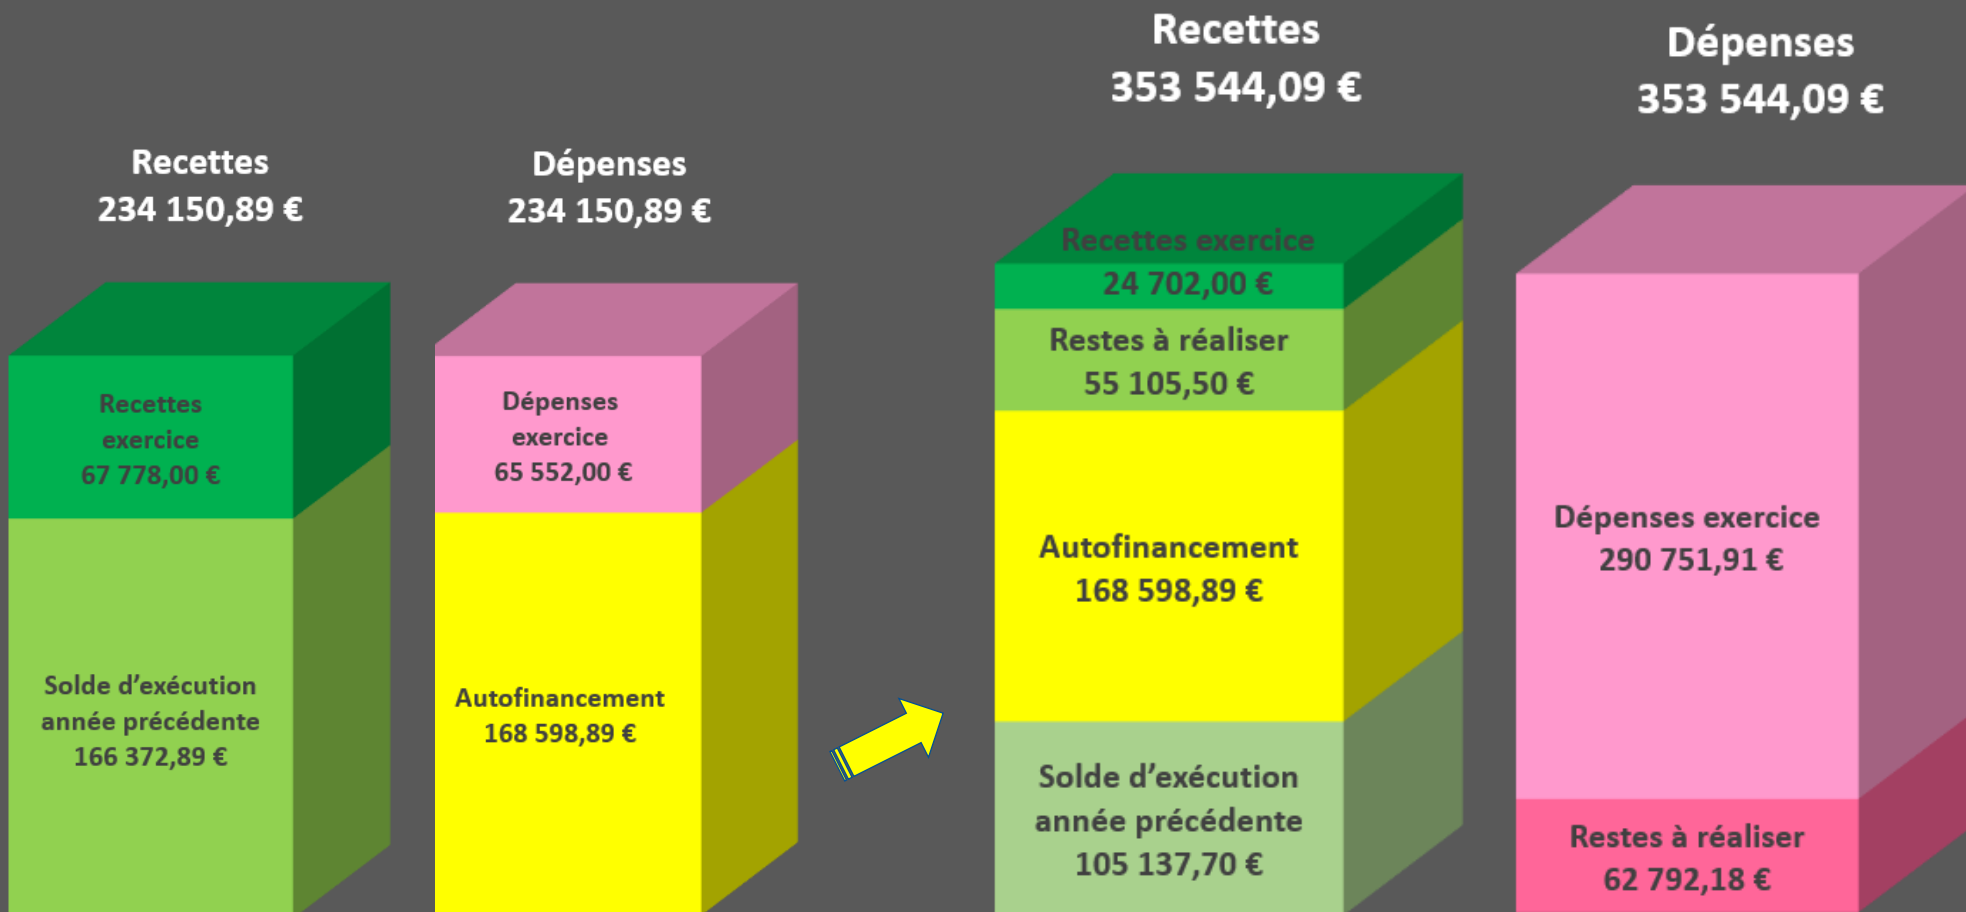 Recettes
234 150,89 €
Recettes
exercice
67 778,00 €
Solde d’exécution
année précédente
166 372,89 €
Dépenses
234 150,89 €
Dépenses
exercice
65 552,00 €
Autofinancement
168 598,89 €
Recettes
353 544,09 €
Recettes exercice
24 702,00 €
Restes à réaliser
55 105,50 €
Autofinancement
168 598,89 €
Solde d’exécution
année précédente
105 137,70 €
Dépenses
353 544,09 €
Dépenses exercice
290 751,91 €
Restes à réaliser
62 792,18 €